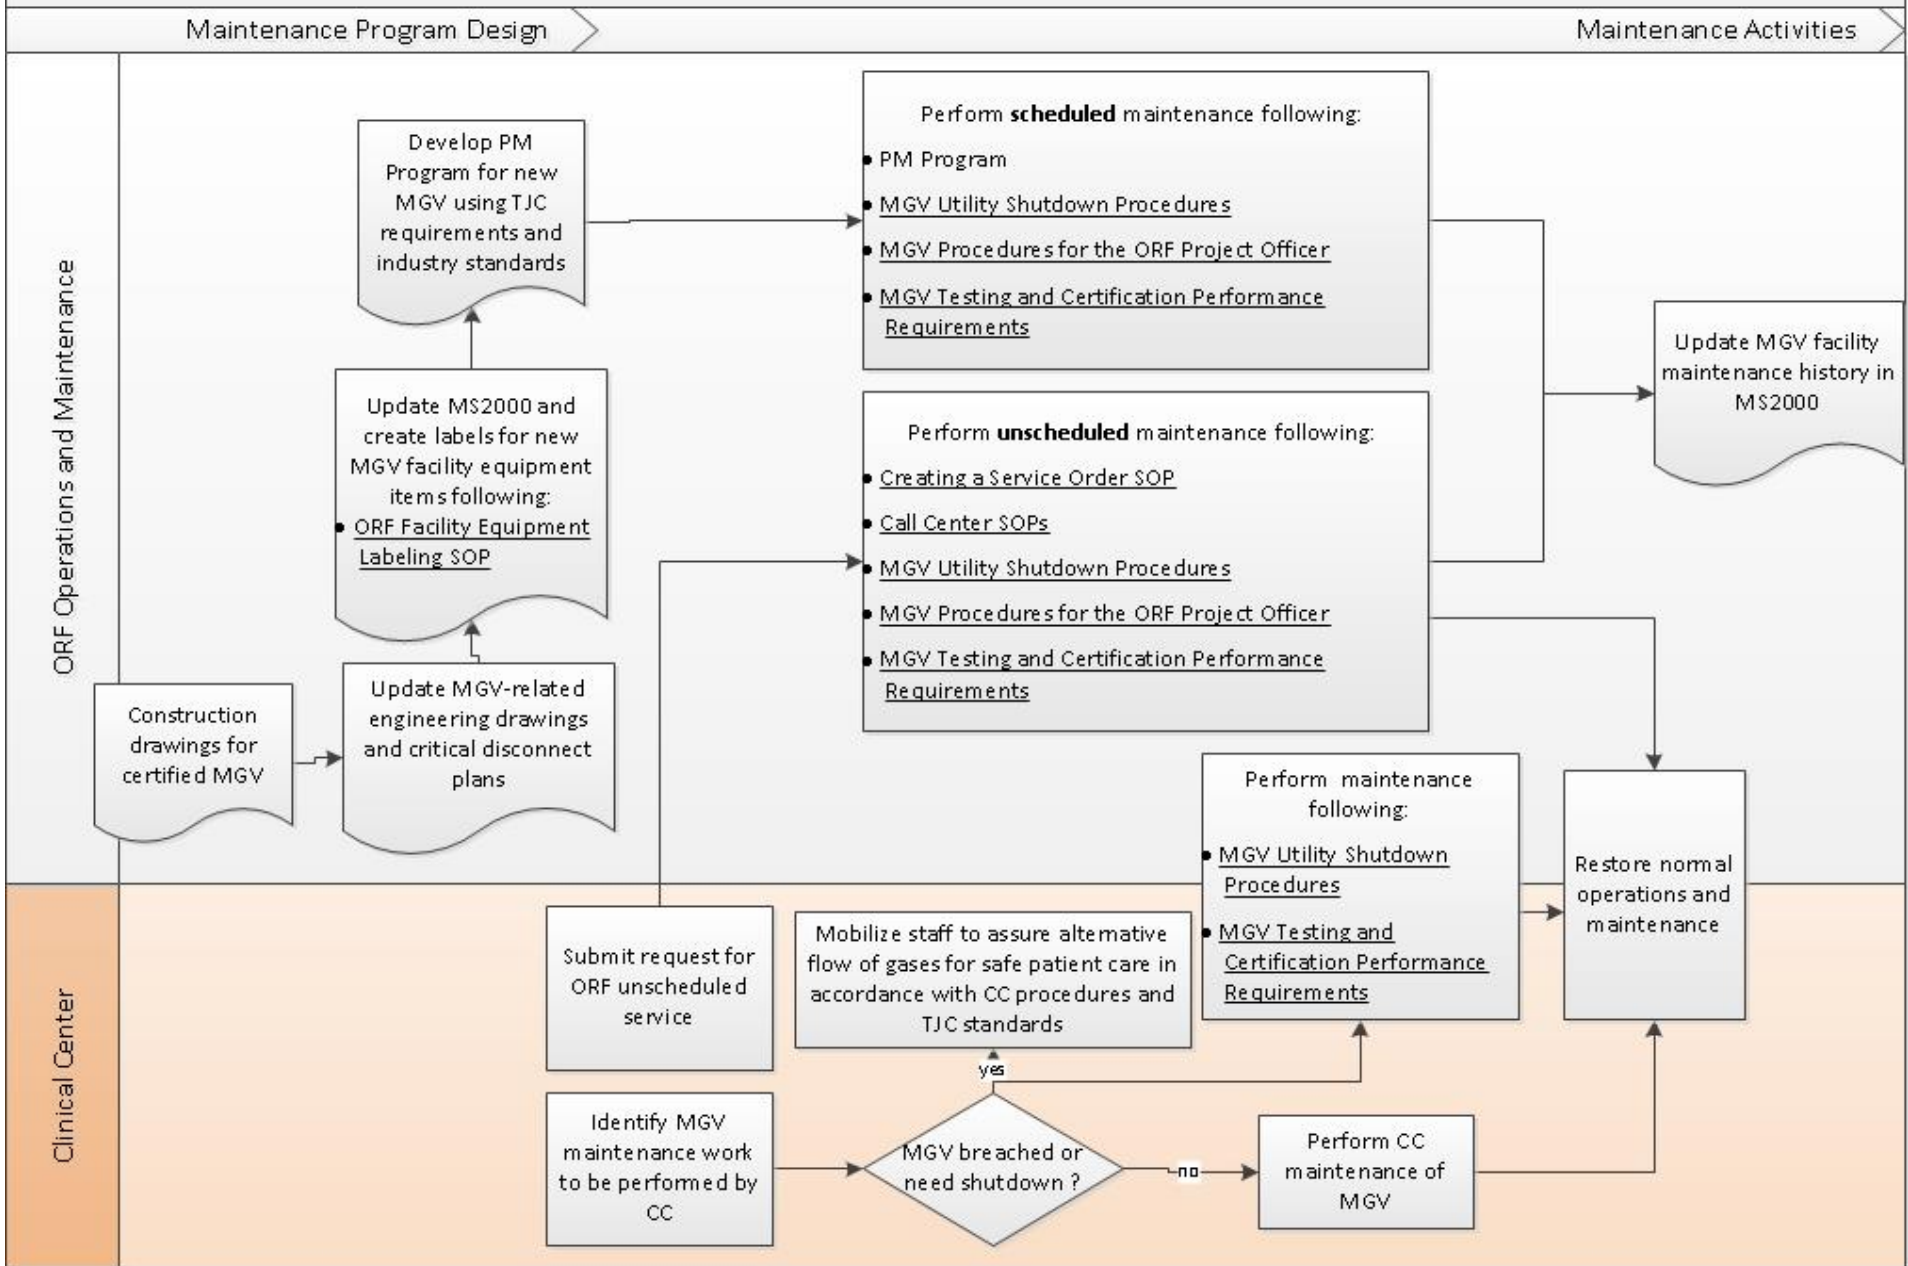 Maintenance Program Design
Maintenance Activities
ORF Operations and Maintenance
Develop PM
Program for new
MGV using TJC
requirements and
industry standards
Perform scheduled maintenance following:
• PM Program
• MGV Utility Shutdown Procedures
• MGV Procedures for the ORF Project Officer
• MGV Testing and Certification Performance
Requirements
Update MGV facility
maintenance history in
MS2000
Update MS2000 and
create labels for new
MGV facility equipment
items following:
• ORF Facility Equipment
Labeling SOP
Perform unscheduled maintenance following:
• Creating a Service Order SOP
• Call Center SOPs
• MGV Utility Shutdown Procedures
• MGV Procedures for the ORF Project Officer
• MGV Testing and Certification Performance
Requirements
Construction
drawings for
certified MGV
Update MGV-related
engineering drawings
and critical disconnect
plans
Perform maintenance
following:
• MGV Utility Shutdown
Procedures
• MGV Testing and
Certification Performance
Requirements
Restore normal
operations and
maintenance
Clinical Center
Submit request for
ORF unscheduled
service
Mobilize staff to assure alternative
flow of gases for safe patient care in
accordance with CC procedures and
TJC standards
yes
Identify MGV
maintenance work
to be performed by
CC
MGV breached or
need shutdown ?
no
Perform CC
maintenance of
MGV